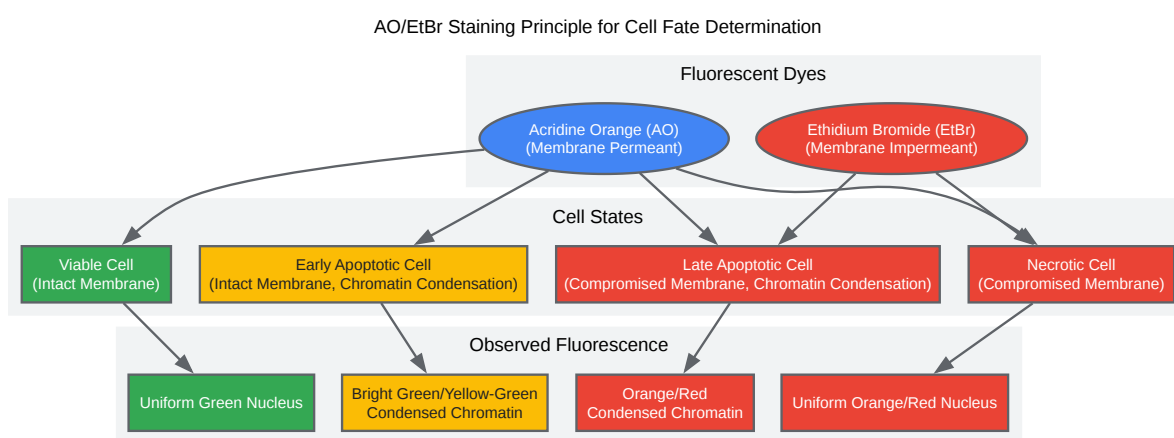 AO/EtBr Staining Principle for Cell Fate Determination
Fluorescent Dyes
Acridine Orange (AO)
(Membrane Permeant)
Ethidium Bromide (EtBr)
(Membrane Impermeant)
Cell States
Viable Cell
(Intact Membrane)
Early Apoptotic Cell
(Intact Membrane, Chromatin Condensation)
Late Apoptotic Cell
(Compromised Membrane, Chromatin Condensation)
Necrotic Cell
(Compromised Membrane)
Observed Fluorescence
Uniform Green Nucleus
Bright Green/Yellow-Green
Condensed Chromatin
Orange/Red
Condensed Chromatin
Uniform Orange/Red Nucleus